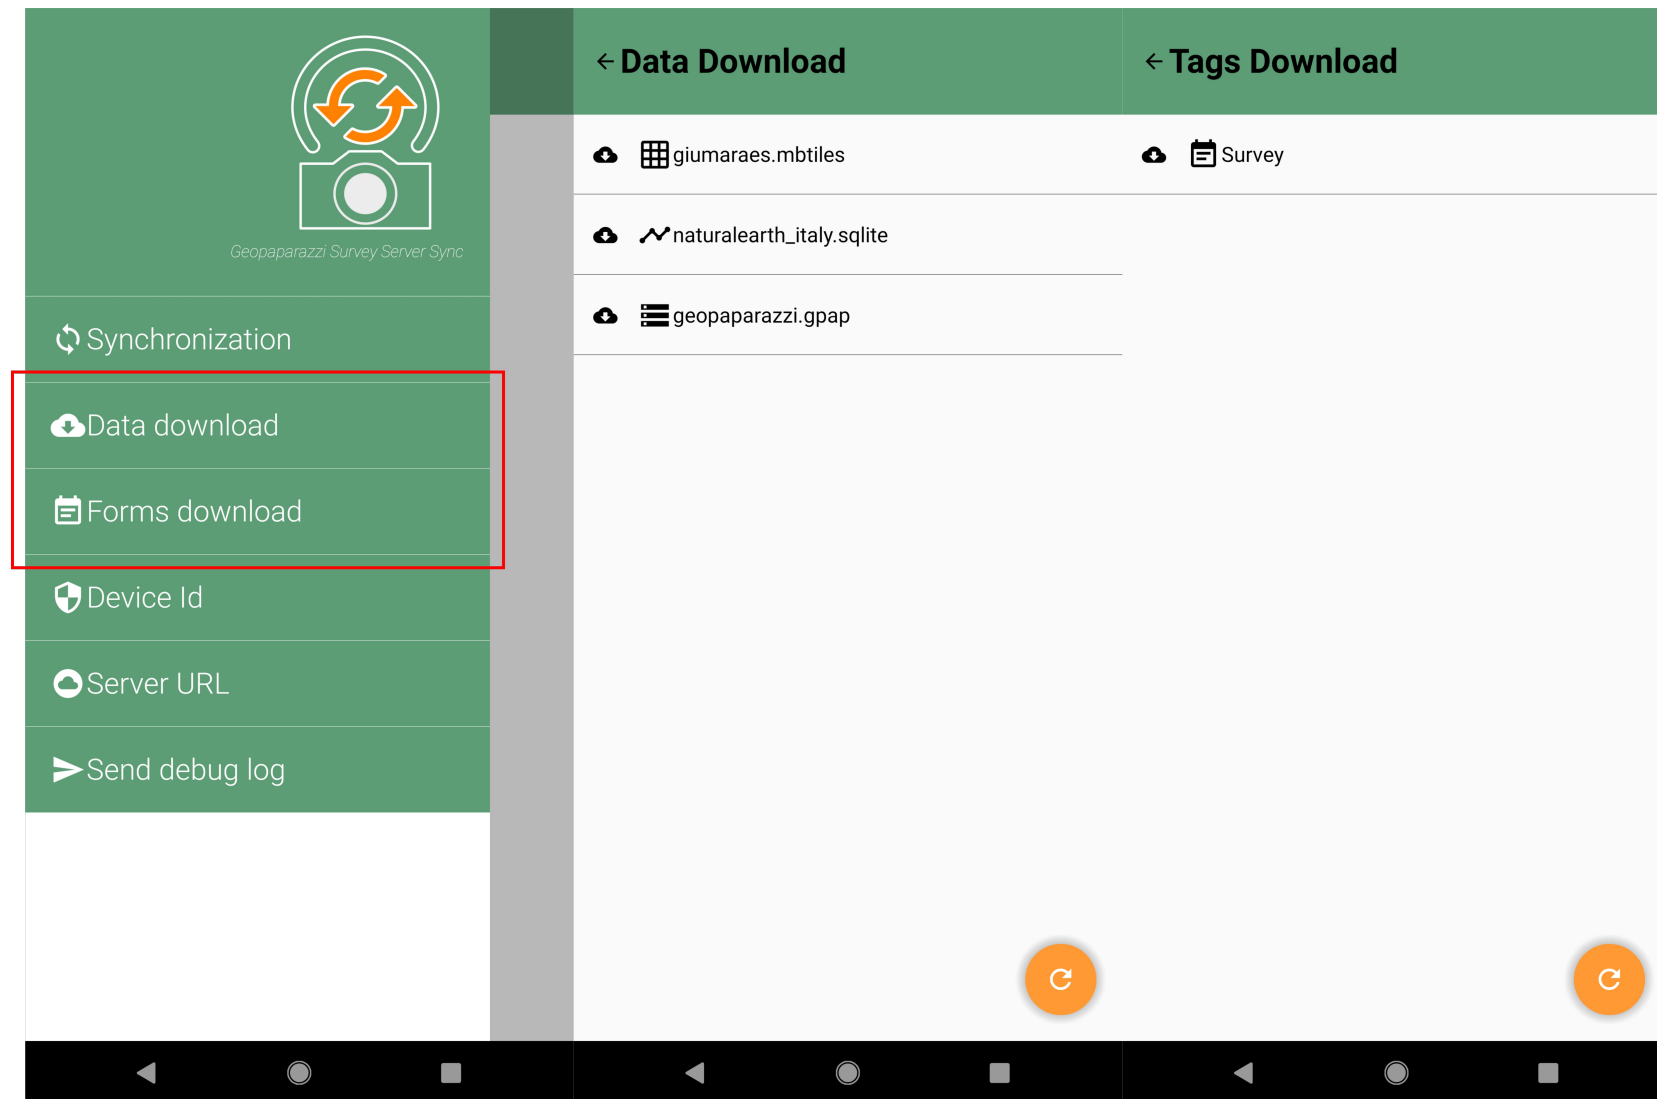 Geopaparazzi Survey Server Sync
Synchronization
Data download
Forms download
Device Id
Server URL
Send debug log
Data Download
giumaraes.mbtiles
naturalearth_italy.sqlite
geopaparazzi.gpap
Tags Download
Survey